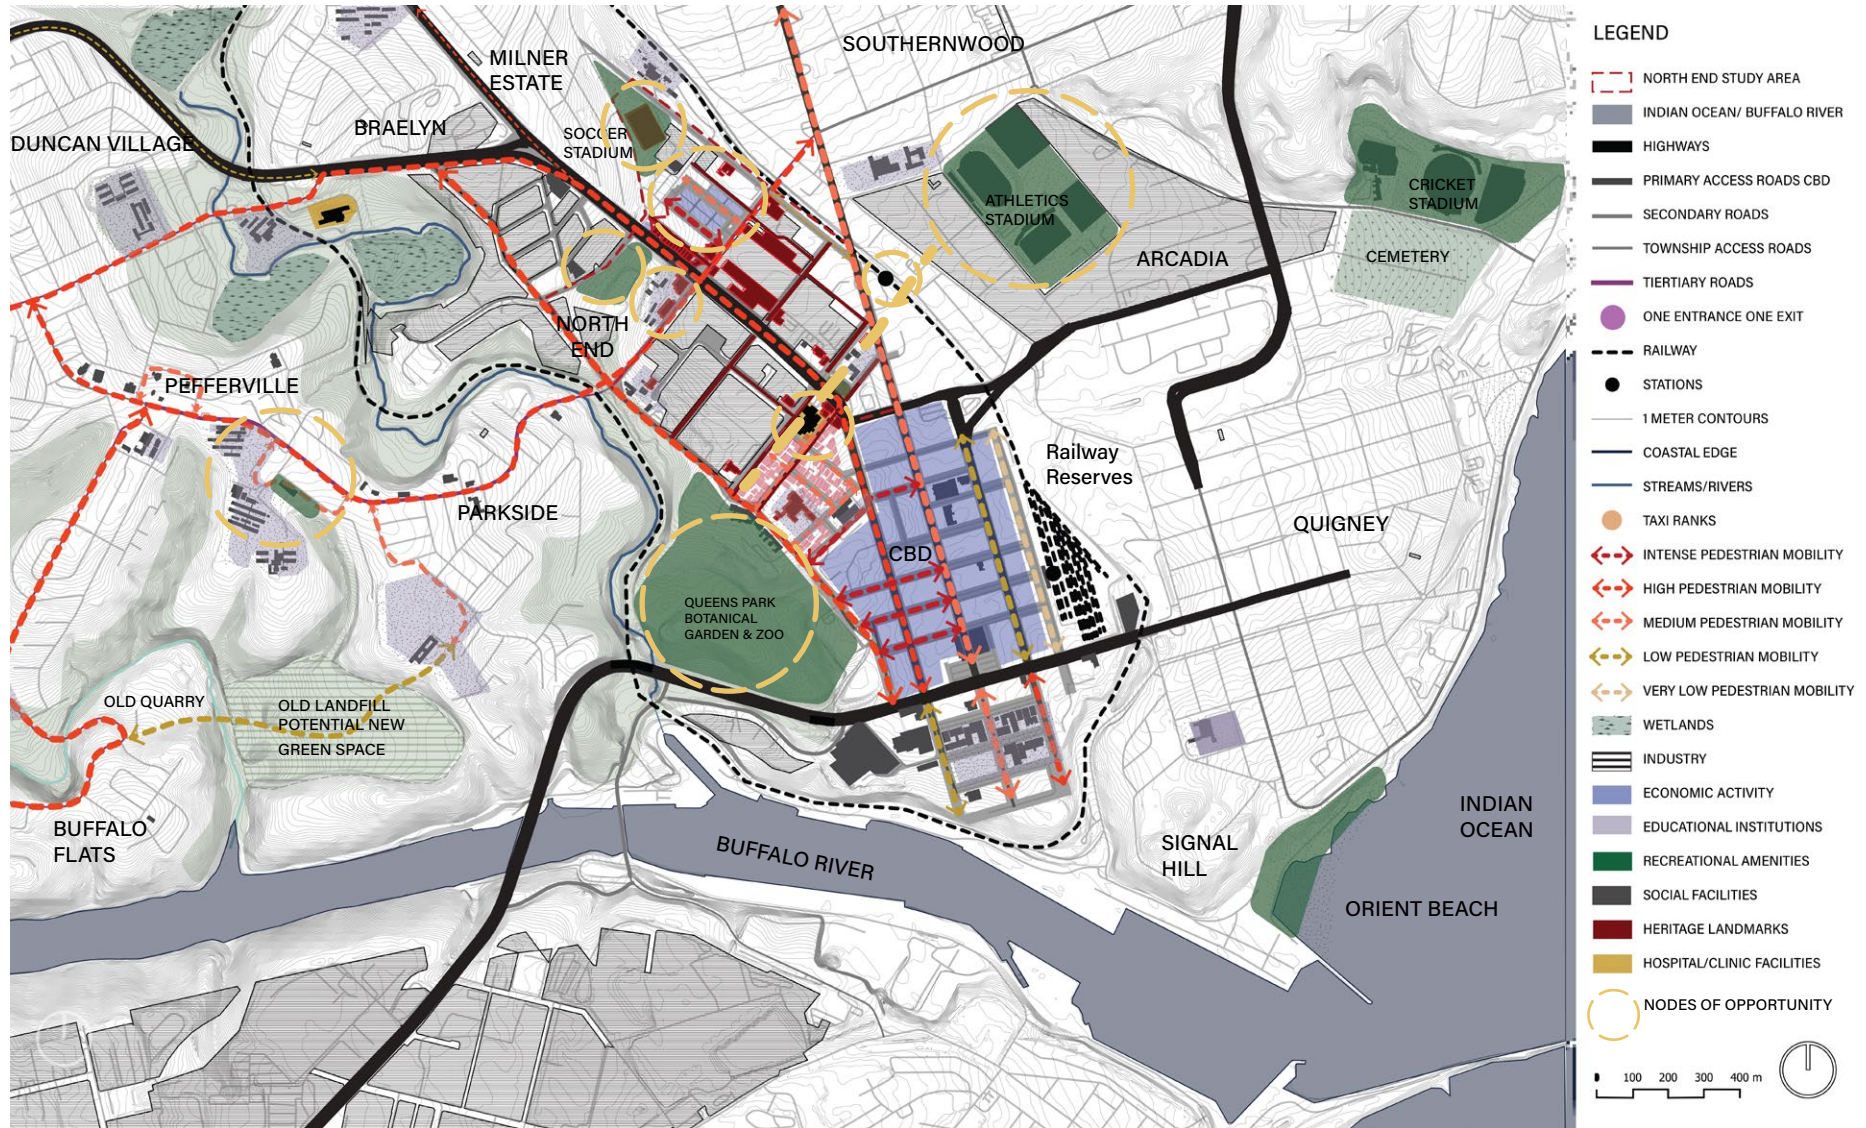 SOUTHERNWOOD
MILNER
ESTATE
BRAELYN
DUNCAN VILLAGE
SOCCER
STADIUM
ATHLETICS
STADIUM
CRICKET
STADIUM
ARCADIA
CEMETERY
NORTH
END
PEFFERVILLE
Railway
Reserves
PARKSIDE
QUIGNEY
CBD
QUEENS PARK
BOTANICAL
GARDEN & ZOO
OLD QUARRY
OLD LANDFILL
POTENTIAL NEW
GREEN SPACE
BUFFALO
FLATS
BUFFALO RIVER
SIGNAL
HILL
INDIAN
OCEAN
ORIENT BEACH
LEGEND
NORTH END STUDY AREA
INDIAN OCEAN/ BUFFALO RIVER
HIGHWAYS
PRIMARY ACCESS ROADS CBD
SECONDARY ROADS
TOWNSHIP ACCESS ROADS
TIERTIARY ROADS
ONE ENTRANCE ONE EXIT
RAILWAY
STATIONS
1 METER CONTOURS
COASTAL EDGE
STREAMS/RIVERS
TAXI RANKS
INTENSE PEDESTRIAN MOBILITY
HIGH PEDESTRIAN MOBILITY
MEDIUM PEDESTRIAN MOBILITY
LOW PEDESTRIAN MOBILITY
VERY LOW PEDESTRIAN MOBILITY
WETLANDS
INDUSTRY
ECONOMIC ACTIVITY
EDUCATIONAL INSTITUTIONS
RECREATIONAL AMENITIES
SOCIAL FACILITIES
HERITAGE LANDMARKS
HOSPITAL/CLINIC FACILITIES
NODES OF OPPORTUNITY
0 100 200 300 400 m